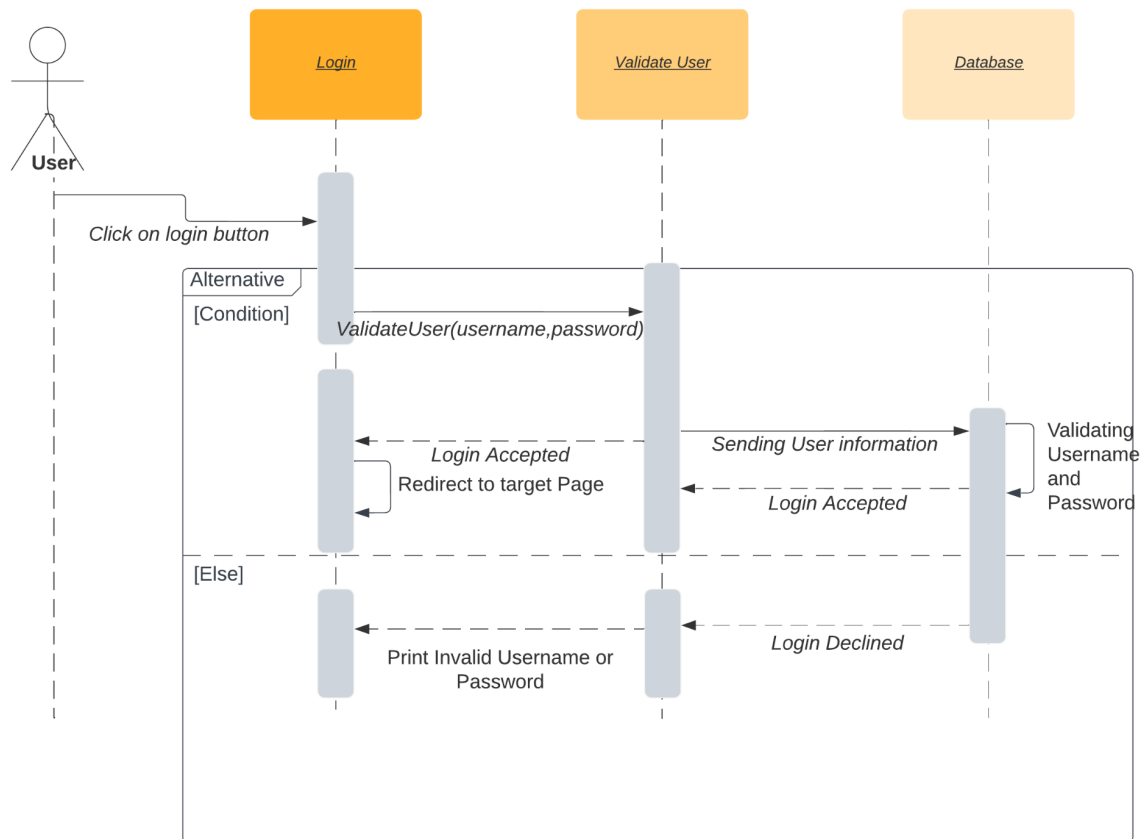 Login
Validate User
Database
User
Click on login button
Alternative
[Condition]
ValidateUser(username,password)
Sending User information
Validating
Username
and
Password
Login Accepted
Redirect to target Page
Login Accepted
[Else]
Login Declined
Print Invalid Username or
Password